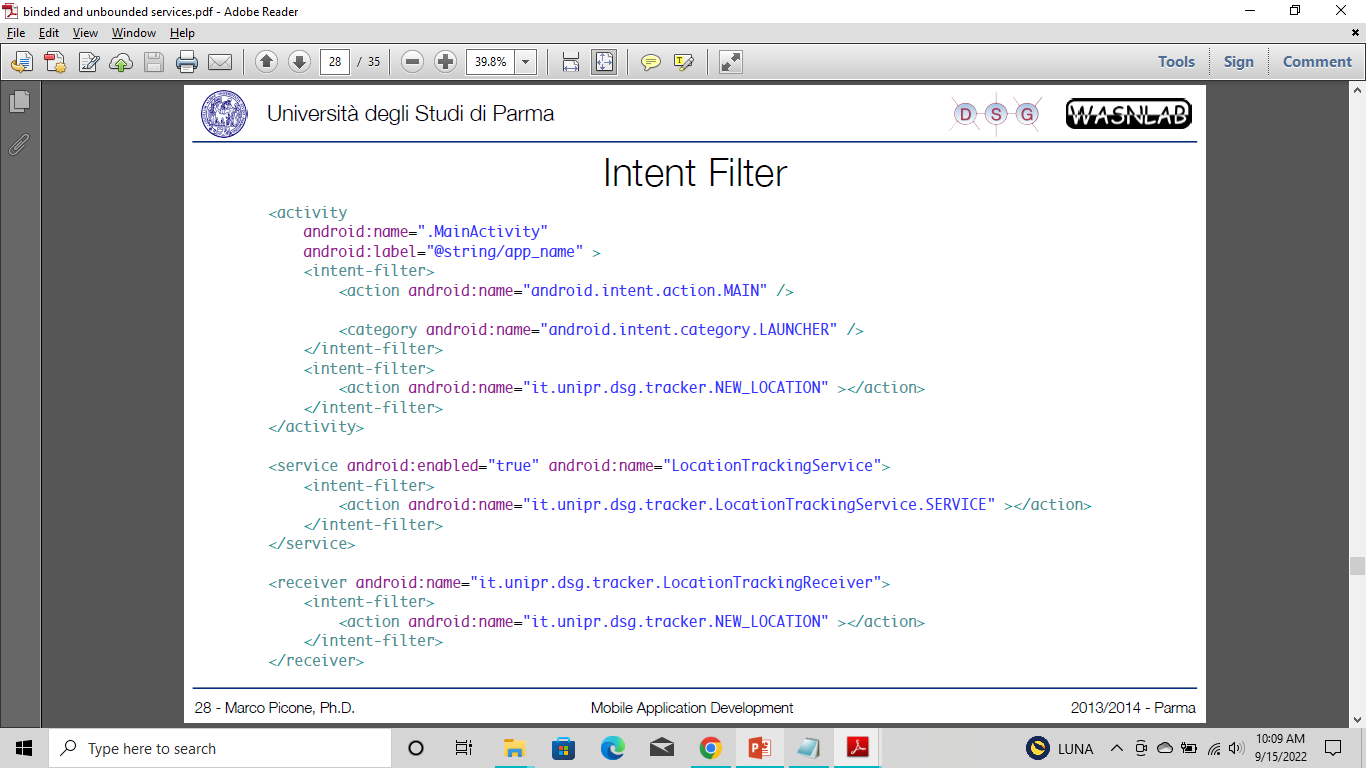 binded and unbounded services.pdf - Adobe Reader
File Edit View Window Help
28 / 35 39.8% Tools Sign Comment
Università degli Studi di Parma D S G WASNLAB
Intent Filter
<activity
android:name=".MainActivity"
android:label="@string/app_name" >
<intent-filter>
<action android:name="android.intent.action.MAIN" />
<category android:name="android.intent.category.LAUNCHER" />
</intent-filter>
<intent-filter>
<action android:name="it.unipr.dsg.tracker.NEW_LOCATION" ></action>
</intent-filter>
</activity>
<service android:enabled="true" android:name="LocationTrackingService">
<intent-filter>
<action android:name="it.unipr.dsg.tracker.LocationTrackingService.SERVICE" ></action>
</intent-filter>
</service>
<receiver android:name="it.unipr.dsg.tracker.LocationTrackingReceiver">
<intent-filter>
<action android:name="it.unipr.dsg.tracker.NEW_LOCATION" ></action>
</intent-filter>
</receiver>
28 - Marco Picone, Ph.D. Mobile Application Development 2013/2014 - Parma
Type here to search LUNA 10:09 AM
9/15/2022